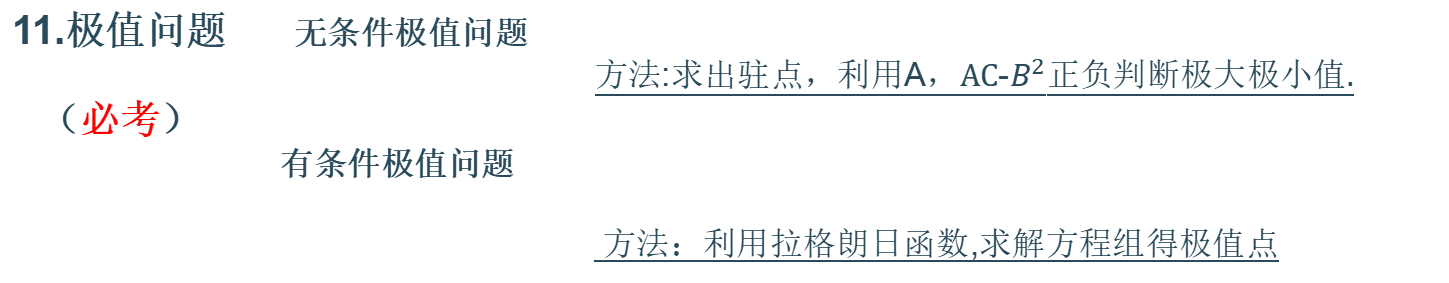 11.极值问题 无条件极值问题
方法:求出驻点，利用A，AC-B²正负判断极大极小值.
（必考）
有条件极值问题
方法：利用拉格朗日函数,求解方程组得极值点